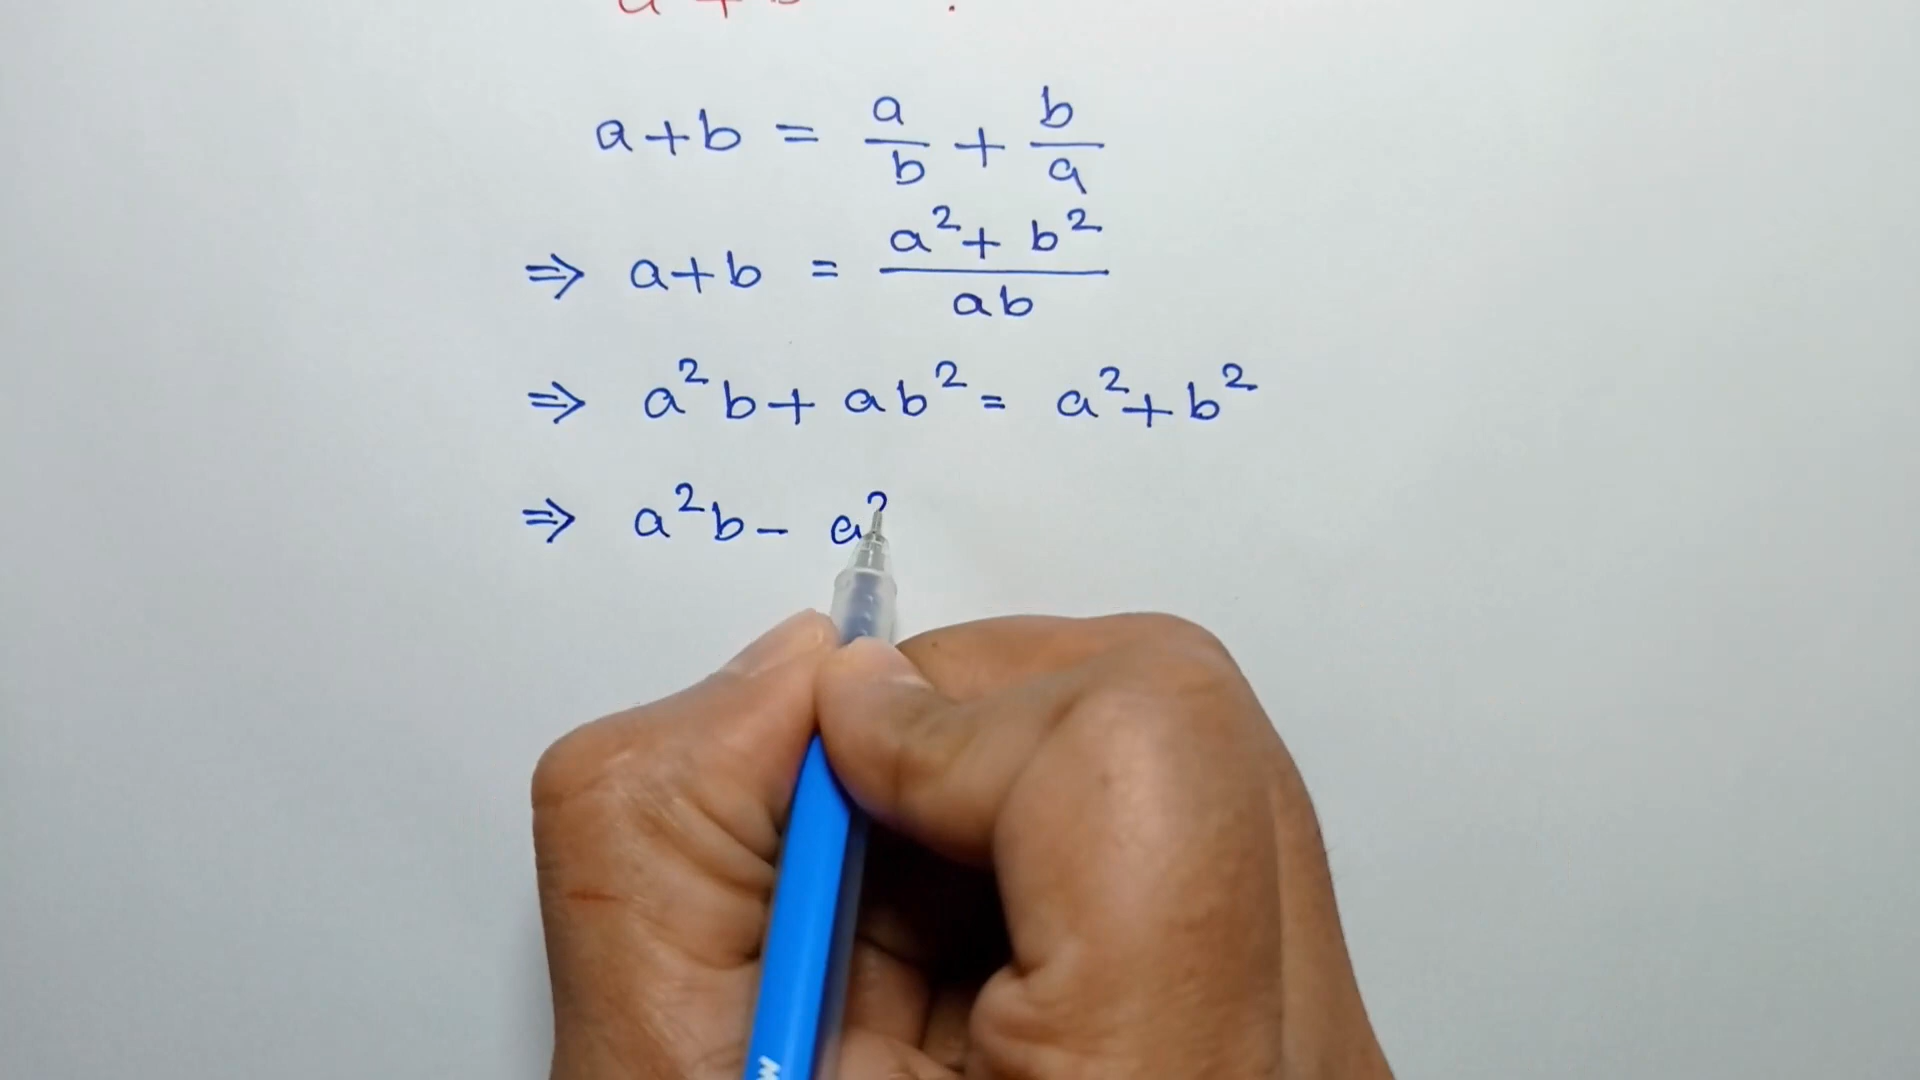 a + b = a/b + b/a
⇒ a + b = (a² + b²)/ab
⇒ a²b + ab² = a² + b²
⇒ a²b - a²